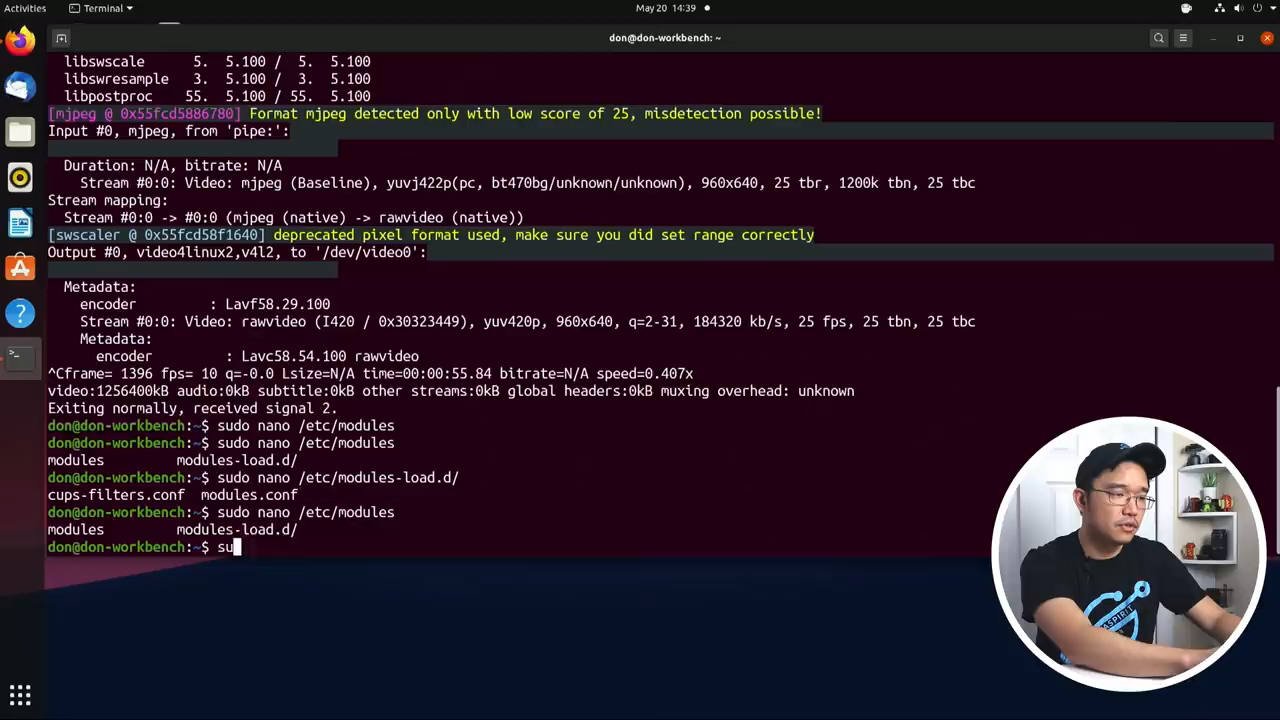 Activities
Terminal
May 20 14:39
don@don-workbench: ~
libswscale 5. 5.100 / 5. 5.100
libswresample 3. 5.100 / 3. 5.100
libpostproc 55. 5.100 / 55. 5.100
[mjpeg @ 0x55fcd5886780] Format mjpeg detected only with low score of 25, misdetection possible!
Input #0, mjpeg, from 'pipe:':
Duration: N/A, bitrate: N/A
Stream #0:0: Video: mjpeg (Baseline), yuvj422p(pc, bt470bg/unknown/unknown), 960x640, 25 tbr, 1200k tbn, 25 tbc
Stream mapping:
Stream #0:0 -> #0:0 (mjpeg (native) -> rawvideo (native))
[swscaler @ 0x55fcd58f1640] deprecated pixel format used, make sure you did set range correctly
Output #0, video4linux2,v4l2, to '/dev/video0':
Metadata:
encoder : Lavf58.29.100
Stream #0:0: Video: rawvideo (I420 / 0x30323449), yuv420p, 960x640, q=2-31, 184320 kb/s, 25 fps, 25 tbn, 25 tbc
Metadata:
encoder : Lavc58.54.100 rawvideo
^Cframe= 1396 fps= 10 q=-0.0 Lsize=N/A time=00:00:55.84 bitrate=N/A speed=0.407x
video:1256400kB audio:0kB subtitle:0kB other streams:0kB global headers:0kB muxing overhead: unknown
Exiting normally, received signal 2.
don@don-workbench:~$ sudo nano /etc/modules
don@don-workbench:~$ sudo nano /etc/modules
modules modules-load.d/
don@don-workbench:~$ sudo nano /etc/modules-load.d/
cups-filters.conf modules.conf
don@don-workbench:~$ sudo nano /etc/modules
modules modules-load.d/
don@don-workbench:~$ su